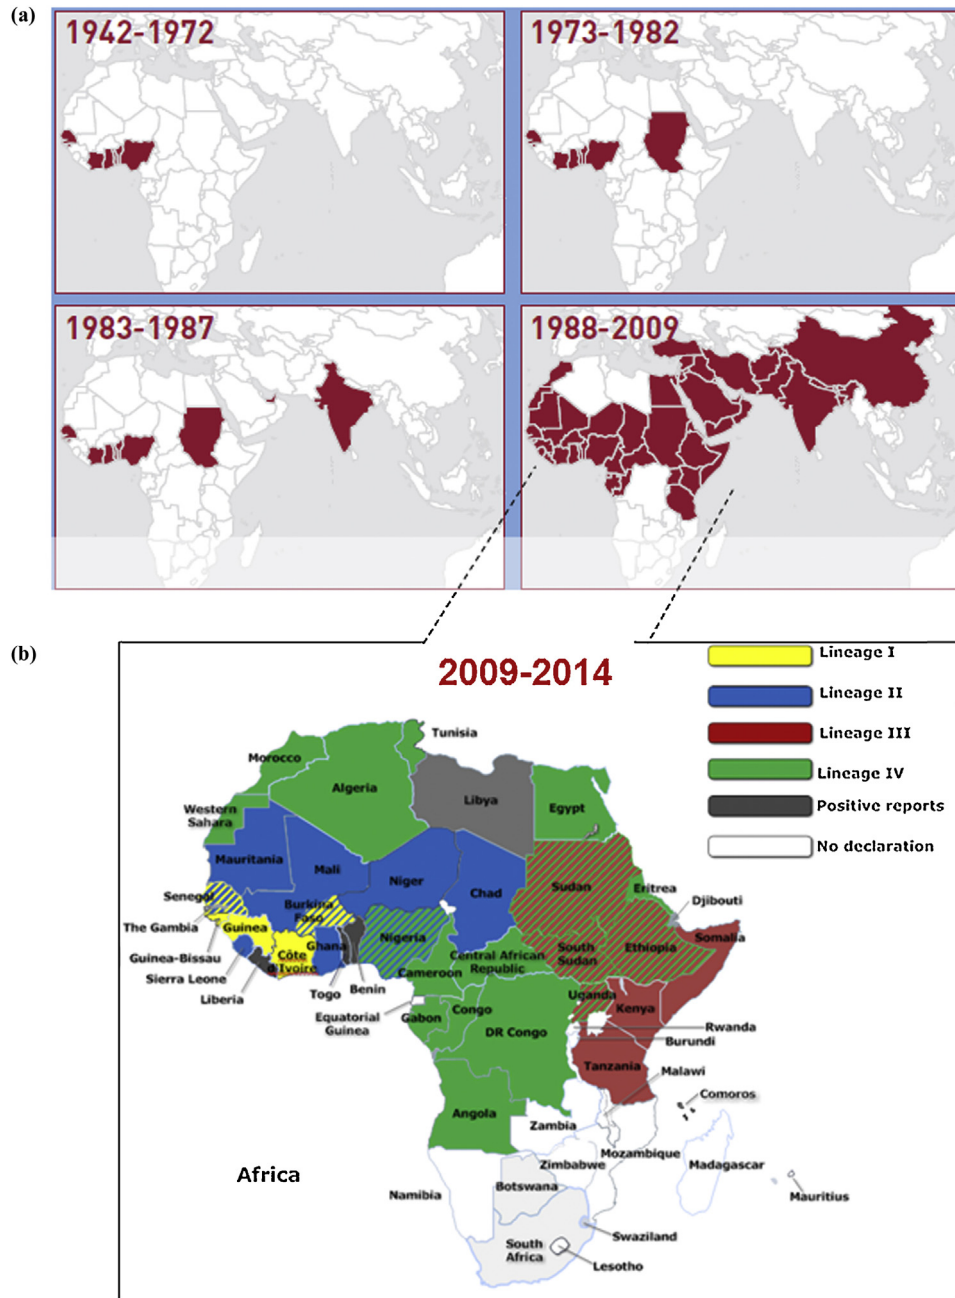 (a)
1942-1972
1973-1982
1983-1987
1988-2009
(b)
2009-2014
Lineage I
Lineage II
Lineage III
Lineage IV
Positive reports
No declaration
Tunisia
Morocco
Algeria
Libya
Egypt
Western
Sahara
Mauritania
Mali
Niger
Chad
Sudan
Eritrea
Djibouti
Senegal
The Gambia
Guinea-Bissau
Guinea
Sierra Leone
Liberia
Côte
d'Ivoire
Burkina
Faso
Ghana
Togo
Benin
Nigeria
Cameroon
Central African
Republic
South
Sudan
Ethiopia
Somalia
Equatorial
Guinea
Gabon
Congo
DR Congo
Uganda
Kenya
Rwanda
Burundi
Tanzania
Malawi
Comoros
Angola
Zambia
Mozambique
Zimbabwe
Madagascar
Mauritius
Africa
Namibia
Botswana
Swaziland
South
Africa
Lesotho